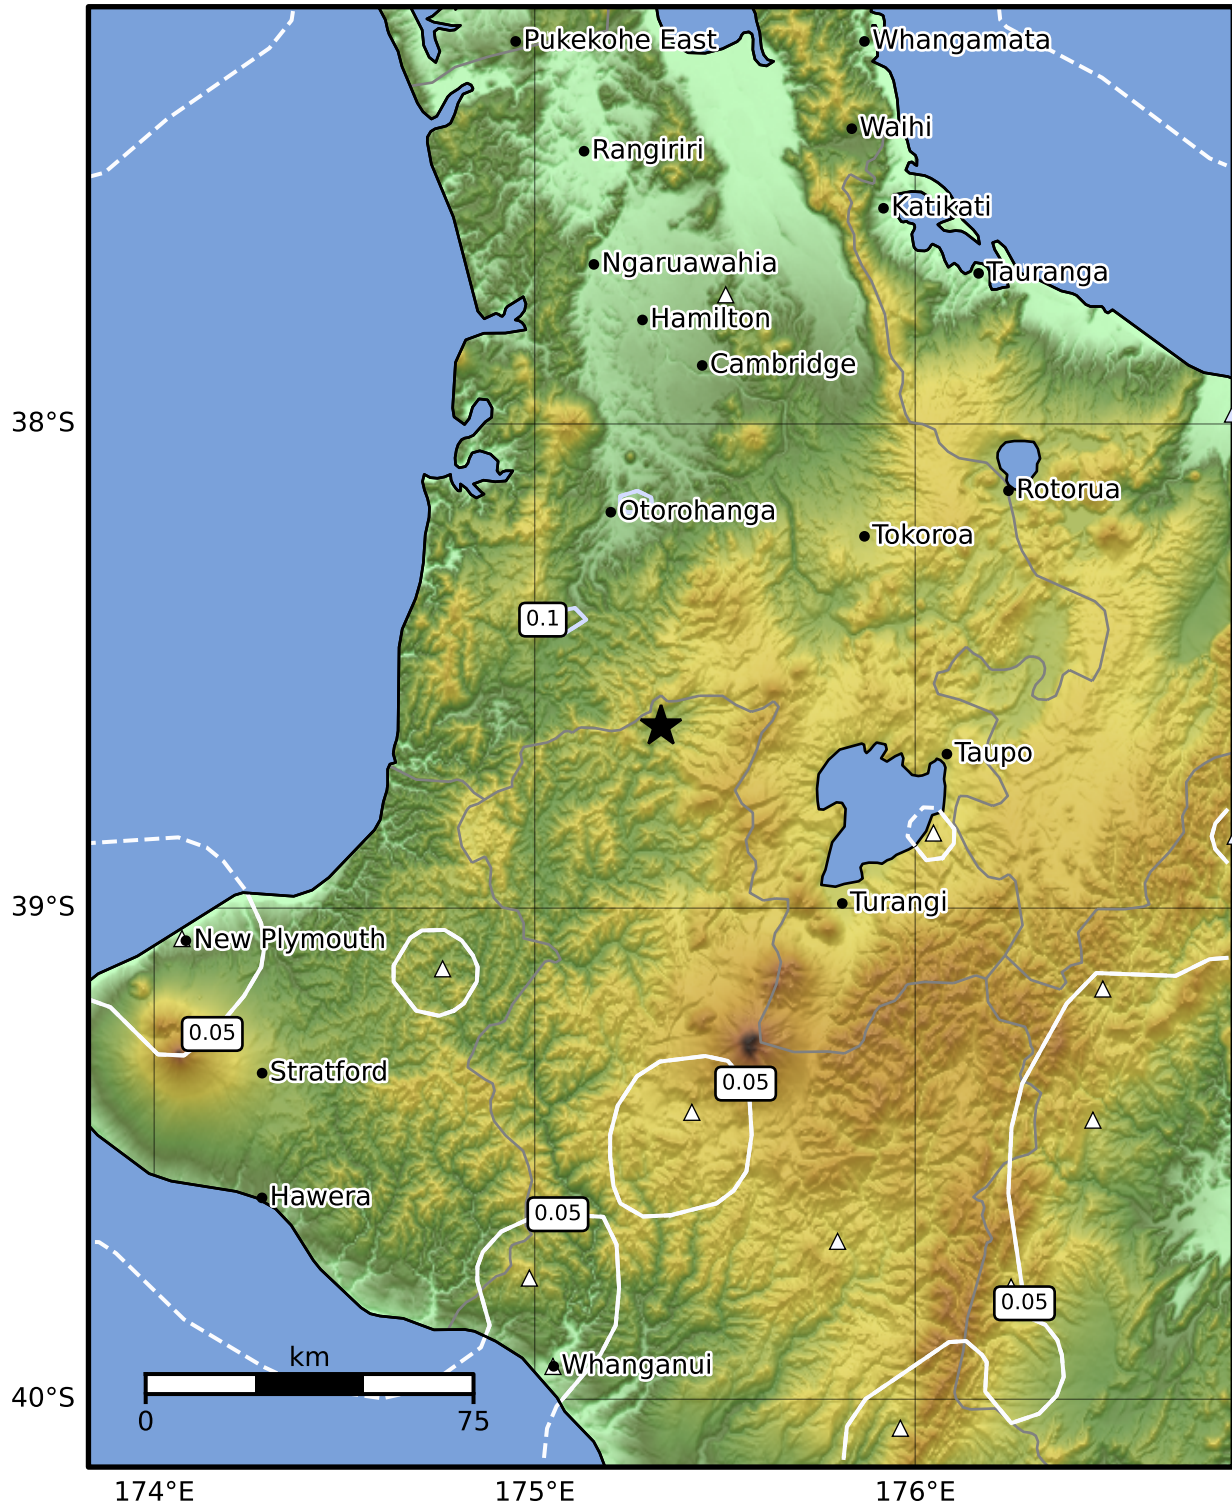 Pukekohe East
Whangamata
Waihi
Rangiriri
Katikati
Ngaruawahia
Tauranga
Hamilton
Cambridge
38°S
Rotorua
Otorohanga
Tokoroa
0.1
Taupo
39°S
Turangi
New Plymouth
0.05
Stratford
0.05
Hawera
0.05
0.05
km
Whanganui
40°S
0
75
174°E
175°E
176°E